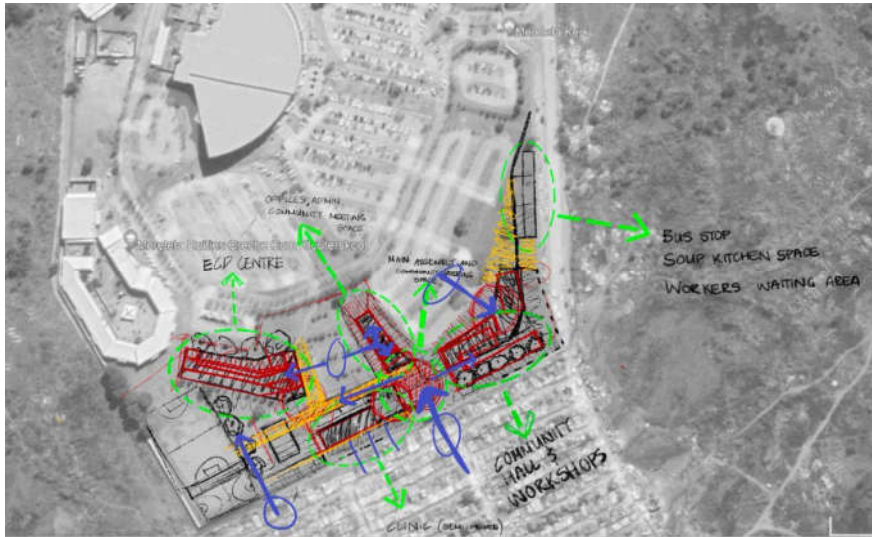 OFFICES, ADMIN
COMMUNITY MEETING
SPACE
ECD CENTRE
MAIN ASSEMBLY AND
SPACE
BUS STOP
SOUP KITCHEN SPACE
WORKERS WAITING AREA
COMMUNITY
HALL &
WORKSHOPS
CLINIC